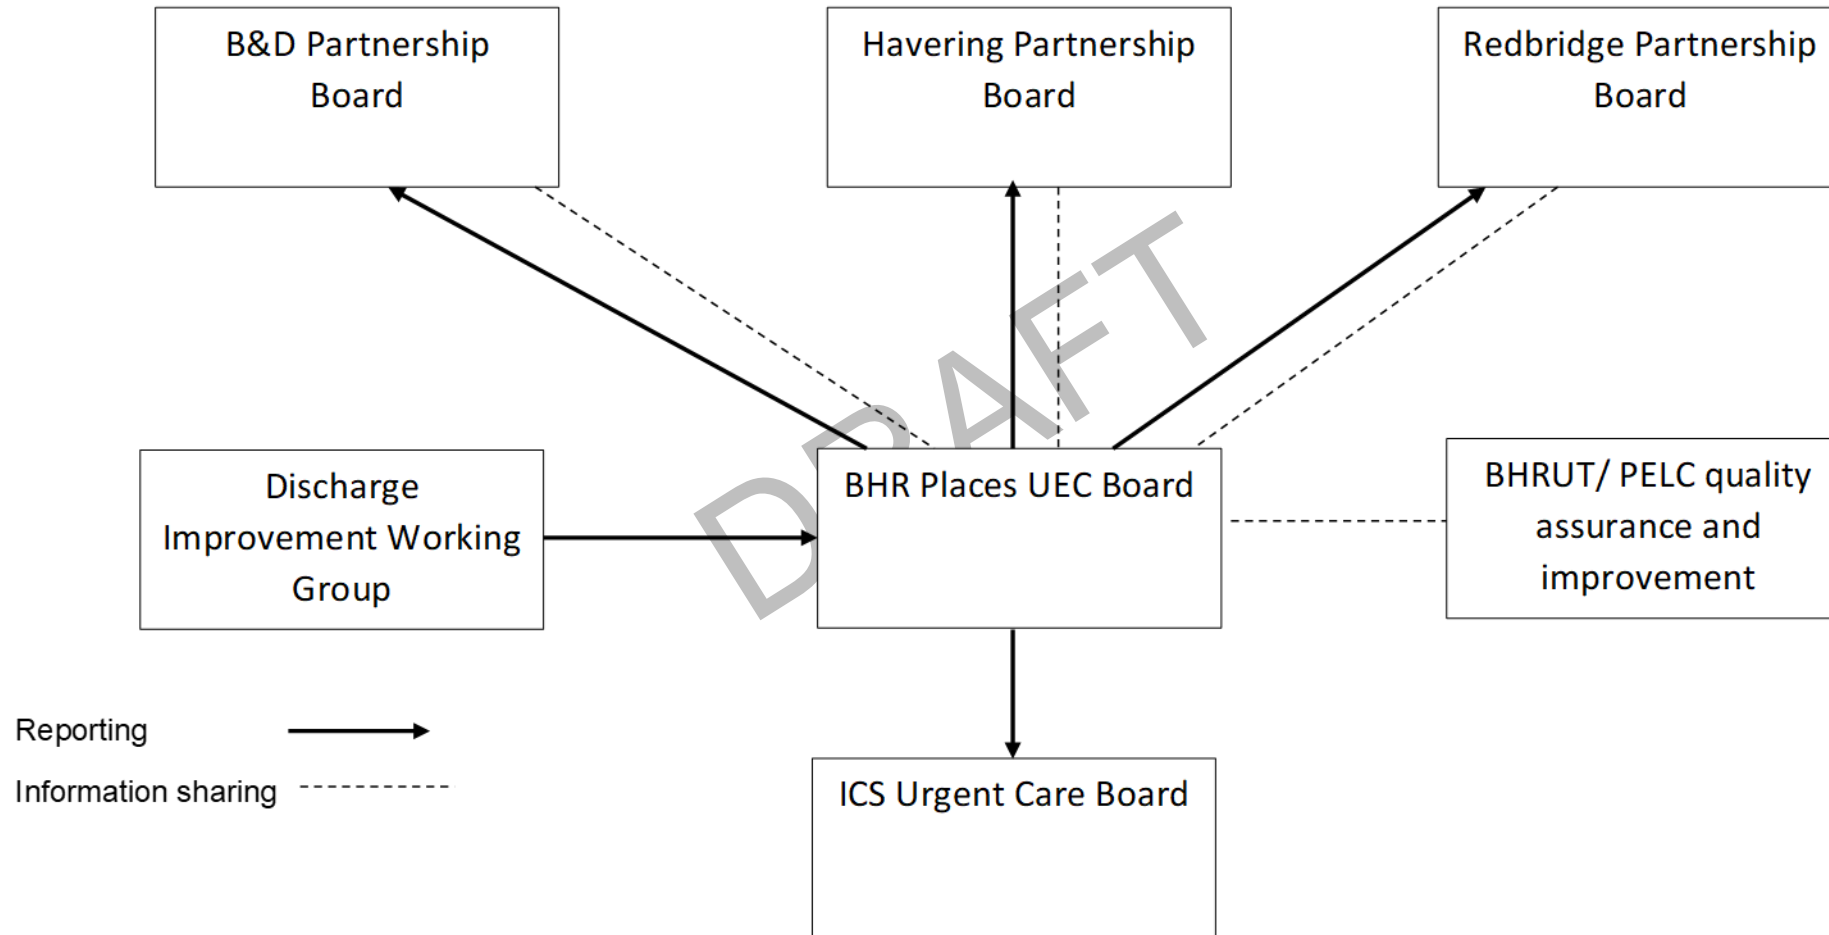 B&D Partnership
Board
Havering Partnership
Board
Redbridge Partnership
Board
DRAFT
Discharge
Improvement Working
Group
BHR Places UEC Board
BHRUT/ PELC quality
assurance and
improvement
Reporting
Information sharing
ICS Urgent Care Board